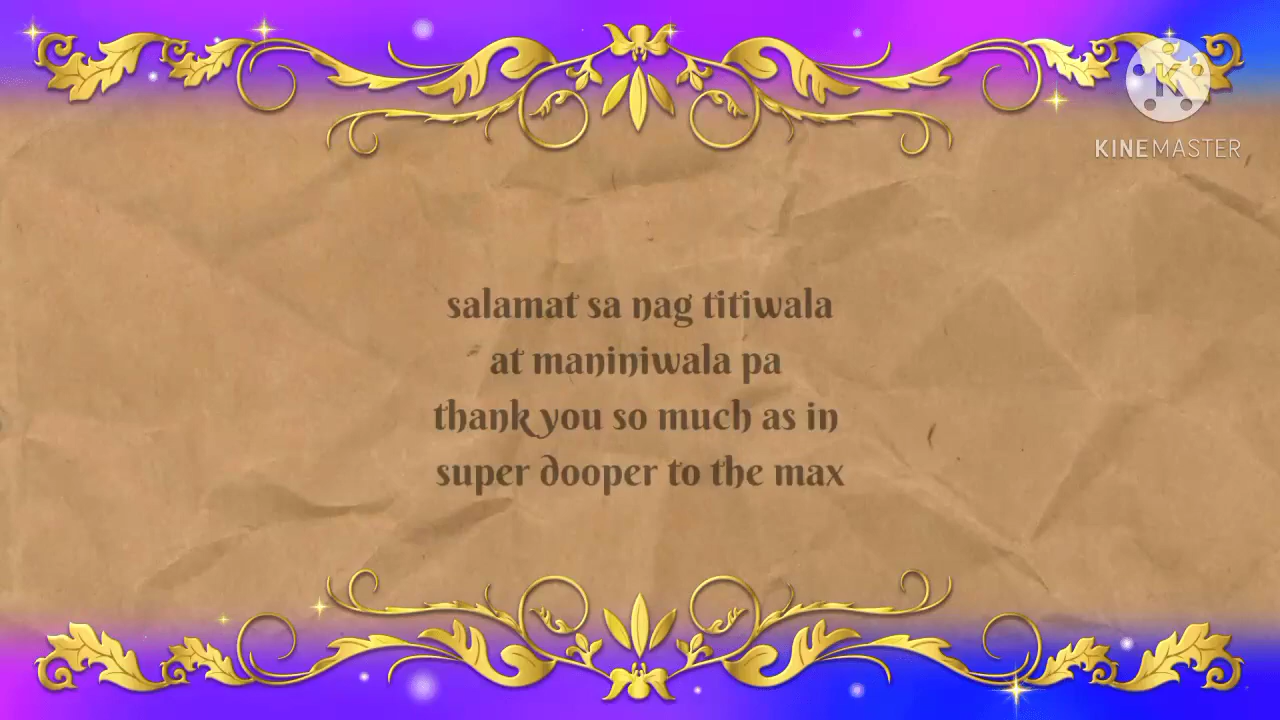 KINEMASTER
salamat sa nag titiwala
at maniniwala pa
thank you so much as in
super dooper to the max